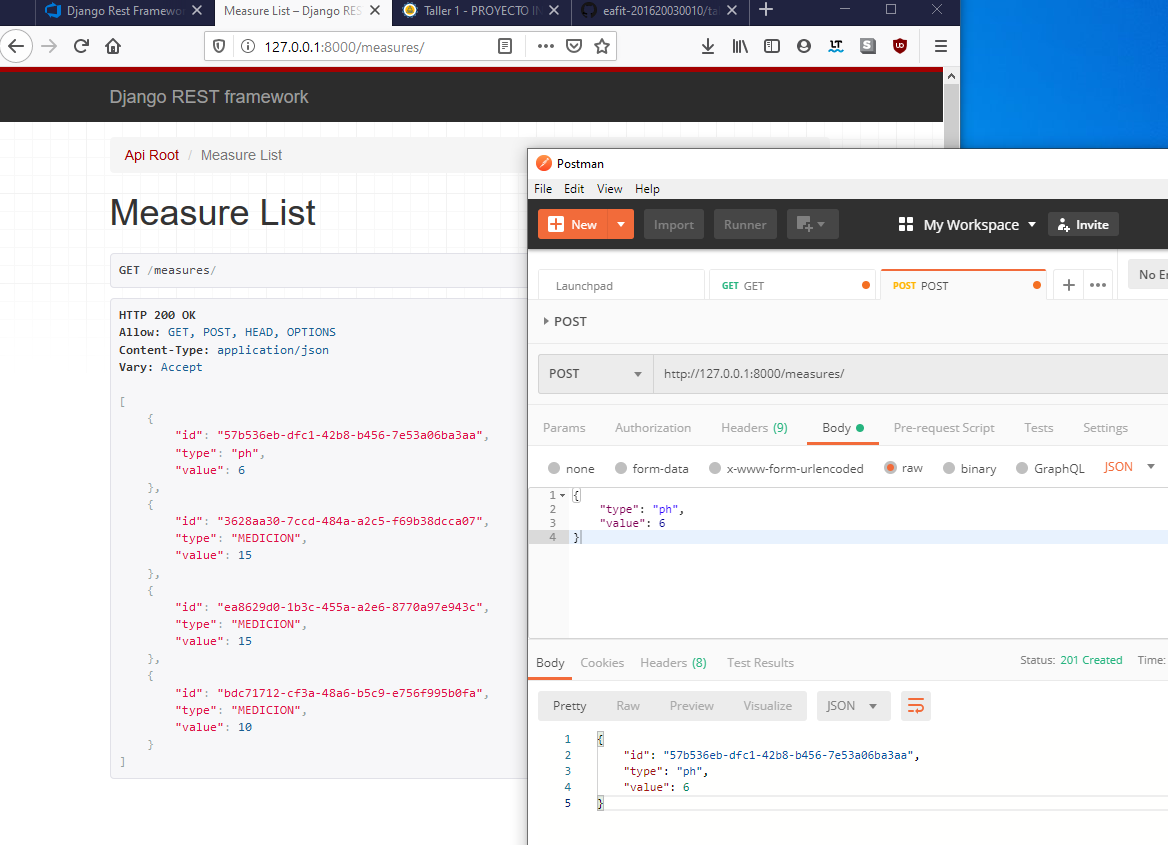 Django Rest Framewo
Measure List – Django RES
Taller 1 - PROYECTO IN
eafit-201620030010/ta
127.0.0.1:8000/measures/
Django REST framework
Api Root / Measure List
Measure List
GET /measures/
HTTP 200 OK
Allow: GET, POST, HEAD, OPTIONS
Content-Type: application/json
Vary: Accept
[
{
"id": "57b536eb-dfc1-42b8-b456-7e53a06ba3aa",
"type": "ph",
"value": 6
},
{
"id": "3628aa30-7ccd-484a-a2c5-f69b38dcca07",
"type": "MEDICION",
"value": 15
},
{
"id": "ea8629d0-1b3c-455a-a2e6-8770a97e943c",
"type": "MEDICION",
"value": 15
},
{
"id": "bdc71712-cf3a-48a6-b5c9-e756f995b0fa",
"type": "MEDICION",
"value": 10
}
]
Postman
File Edit View Help
New Import Runner My Workspace Invite
Launchpad GET GET POST POST No En
POST
POST http://127.0.0.1:8000/measures/
Params Authorization Headers (9) Body Pre-request Script Tests Settings
none form-data x-www-form-urlencoded raw binary GraphQL JSON
1 {
2 "type": "ph",
3 "value": 6
4 }
Body Cookies Headers (8) Test Results Status: 201 Created Time:
Pretty Raw Preview Visualize JSON
1 {
2 "id": "57b536eb-dfc1-42b8-b456-7e53a06ba3aa",
3 "type": "ph",
4 "value": 6
5 }